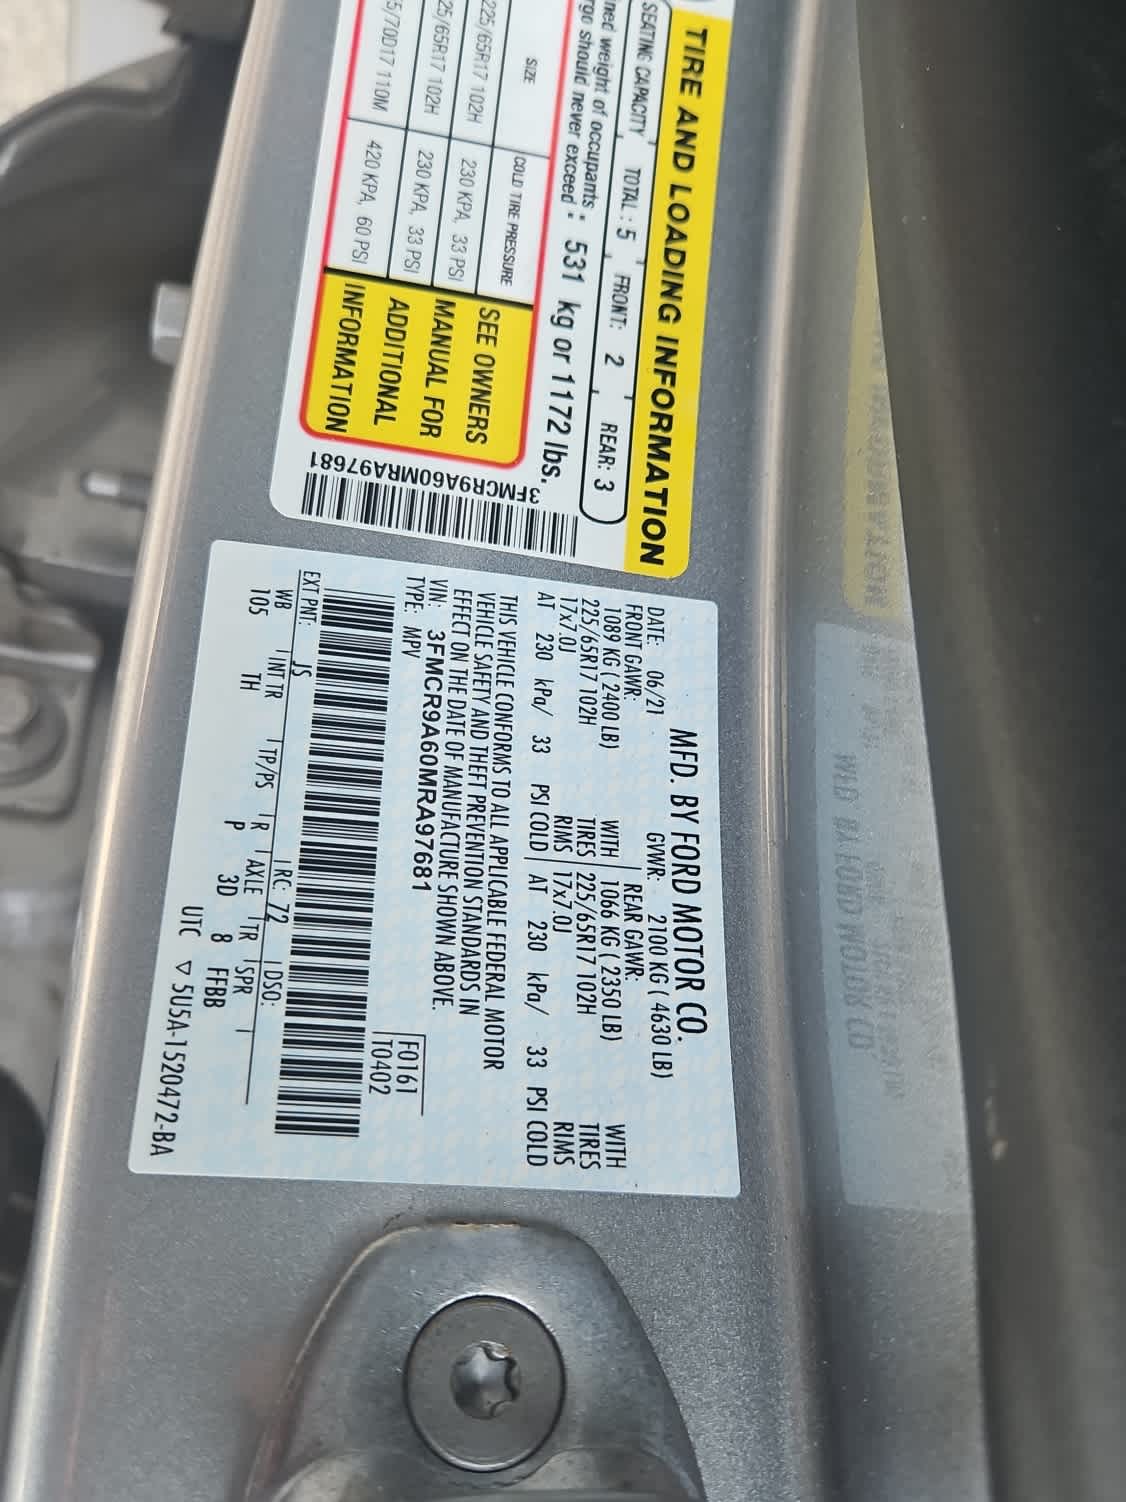 TIRE AND LOADING INFORMATION
SEATING CAPACITY TOTAL : 5 FRONT: 2 REAR: 3
weight of occupants
should never exceed 531 kg or 1172 lbs.
SIZE COLD TIRE PRESSURE
225/65R17 102H 230 KPA, 33 PSI
25/65R17 102H 230 KPA, 33 PSI
5/70D17 110M 420 KPA, 60 PSI
SEE OWNERS
MANUAL FOR
ADDITIONAL
INFORMATION
3FMCR9A60MRA97681
MFD. BY FORD MOTOR CO.
DATE: 06/21 GVWR: 2100 KG ( 4630 LB)
FRONT GAWR: REAR GAWR:
1089 KG ( 2400 LB) WITH 1066 KG ( 2350 LB) WITH
225/65R17 102H TIRES 225/65R17 102H TIRES
17x7.0J RIMS 17x7.0J RIMS
AT 230 kPa/ 33 PSI COLD AT 230 kPa/ 33 PSI COLD
THIS VEHICLE CONFORMS TO ALL APPLICABLE FEDERAL MOTOR
VEHICLE SAFETY AND THEFT PREVENTION STANDARDS IN
EFFECT ON THE DATE OF MANUFACTURE SHOWN ABOVE.
VIN: 3FMCR9A60MRA97681
TYPE: MPV
F0161
T0402
EXT PNT: JS RC: 72 DSO:
WB INT TR TP/PS R AXLE TR SPR
105 TH P 3D 8 FFBB
UTC ▽ 5U5A-1520472-BA